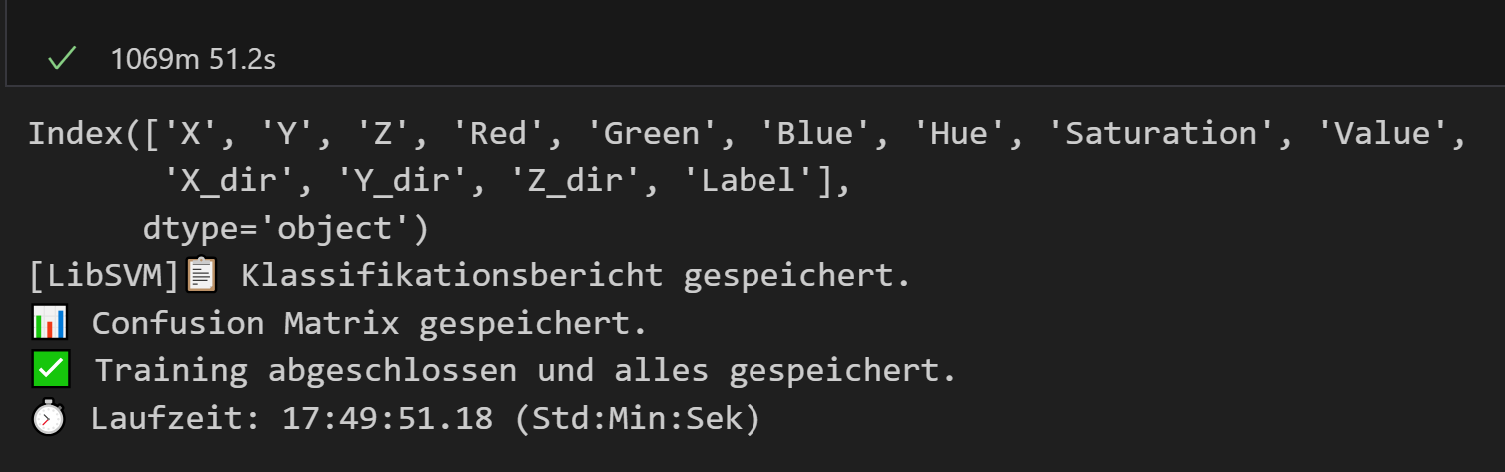 1069m 51.2s
Index(['X', 'Y', 'Z', 'Red', 'Green', 'Blue', 'Hue', 'Saturation', 'Value',
'X_dir', 'Y_dir', 'Z_dir', 'Label'],
dtype='object')
[LibSVM]📋 Klassifikationsbericht gespeichert.
📊 Confusion Matrix gespeichert.
✅ Training abgeschlossen und alles gespeichert.
⏱️ Laufzeit: 17:49:51.18 (Std:Min:Sek)